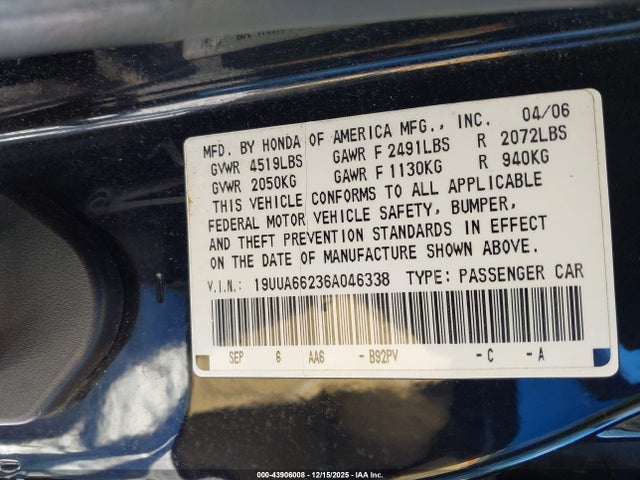 MFD. BY HONDA OF AMERICA MFG., INC. 04/06
GVWR 4519LBS GAWR F 2491LBS R 2072LBS
GVWR 2050KG GAWR F 1130KG R 940KG
THIS VEHICLE CONFORMS TO ALL APPLICABLE
FEDERAL MOTOR VEHICLE SAFETY, BUMPER,
AND THEFT PREVENTION STANDARDS IN EFFECT
ON THE DATE OF MANUFACTURE SHOWN ABOVE.
V.I.N.: 19UUA66236A046338 TYPE: PASSENGER CAR
SEP 6 AA6 -B92PV -C -A
00-43906008 - 12/15/2025 - IAA Inc.